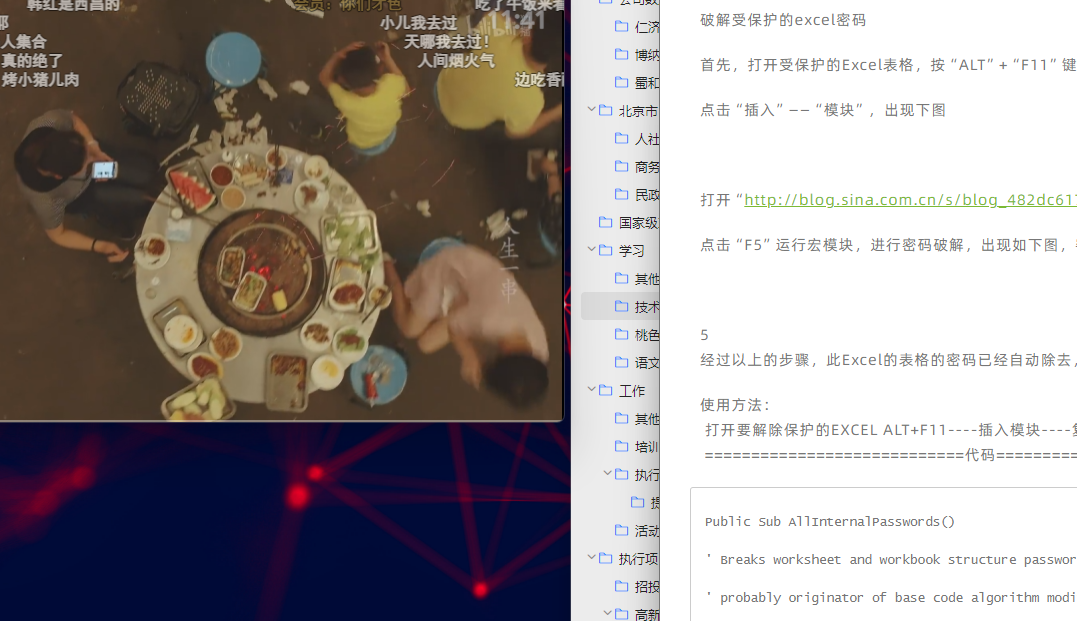 韩红是西昌的
会员：你们才色
吃了午饭来看
11:41
bilibili
小儿我去过
天哪我去过！
人集合
真的绝了
人间烟火气
烤小猪儿肉
边吃香
人生一串
仁济
博纳
蜀和
北京市
人社
商务
民政
国家级
学习
其他
技术
桃色
语文
工作
其他
培训
执行
活动
执行项
招投
高新
破解受保护的excel密码
首先，打开受保护的Excel表格，按“ALT”+“F11”键
点击“插入”——“模块”，出现下图
打开“http://blog.sina.com.cn/s/blog_482dc617
点击“F5”运行宏模块，进行密码破解，出现如下图，
5
经过以上的步骤，此Excel的表格的密码已经自动除去，
使用方法：
打开要解除保护的EXCEL ALT+F11----插入模块----
============================代码=========
Public Sub AllInternalPasswords()
' Breaks worksheet and workbook structure passwor
' probably originator of base code algorithm modi